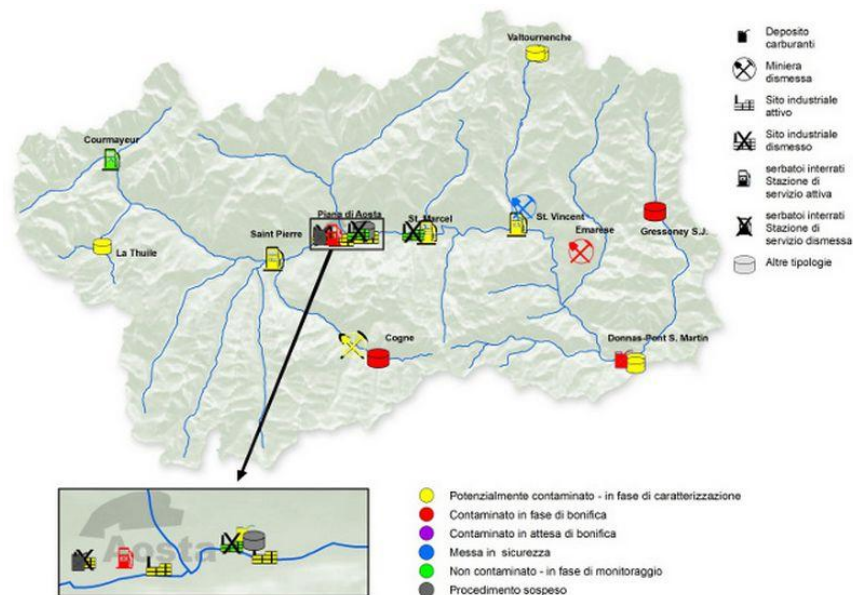 Valtournenche
Courmayeur
Piana di Aosta
St. Marcel
St. Vincent
Saint Pierre
Emarese
Gressoney S.J.
La Thuile
Cogne
Donnas-Pont S. Martin
Deposito
carburanti
Miniera
dismessa
Sito industriale
attivo
Sito industriale
dismesso
serbatoi interrati
Stazione di
servizio attiva
serbatoi interrati
Stazione di
servizio dismessa
Altre tipologie
Aosta
Potenzialmente contaminato - in fase di caratterizzazione
Contaminato in fase di bonifica
Contaminato in attesa di bonifica
Messa in sicurezza
Non contaminato - in fase di monitoraggio
Procedimento sospeso